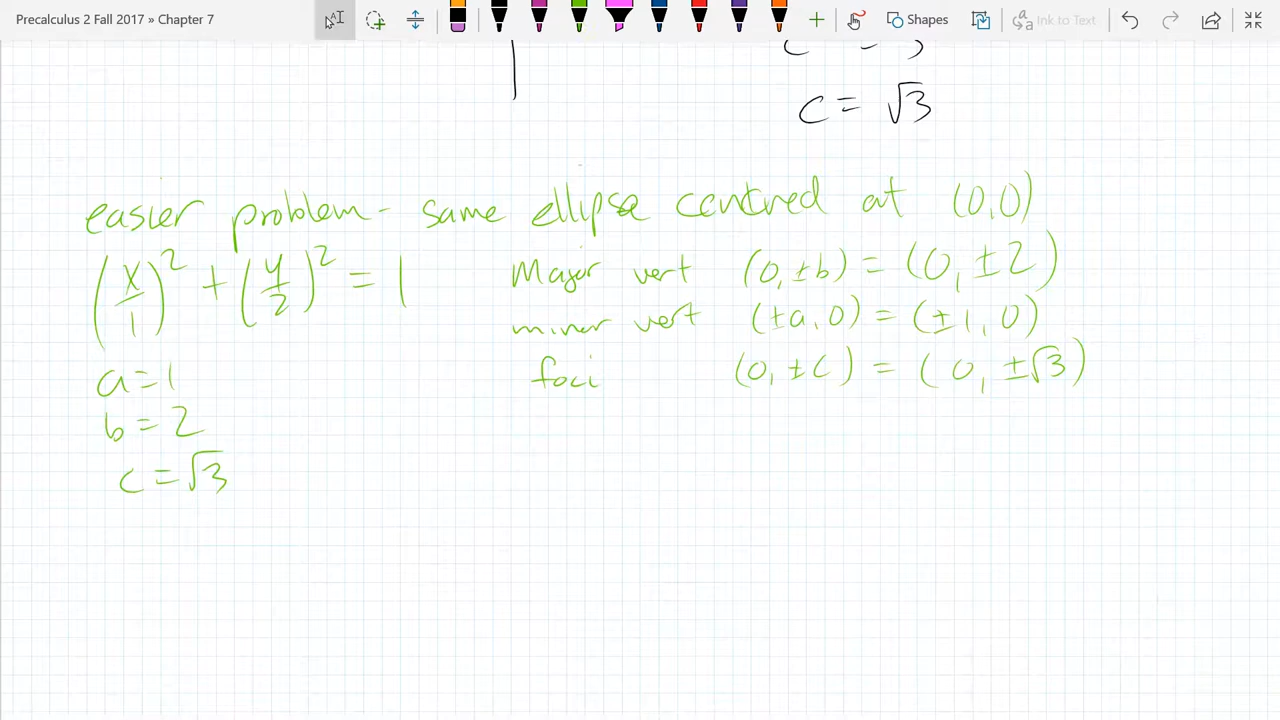 Precalculus 2 Fall 2017 » Chapter 7
Shapes
Ink to Text
c = √3
easier problem - same ellipse centred at (0,0)
(x/1)² + (y/2)² = 1
Major vert (0, ±b) = (0, ±2)
minor vert (±a, 0) = (±1, 0)
foci (0, ±c) = (0, ±√3)
a = 1
b = 2
c = √3